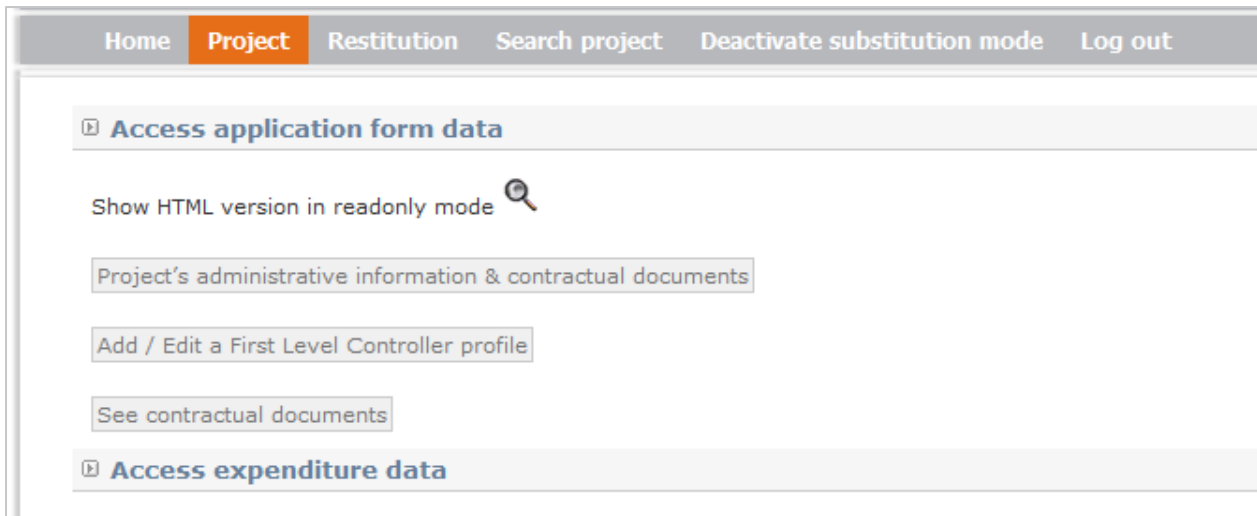 Home Project Restitution Search project Deactivate substitution mode Log out
Access application form data
Show HTML version in readonly mode
Project’s administrative information & contractual documents
Add / Edit a First Level Controller profile
See contractual documents
Access expenditure data